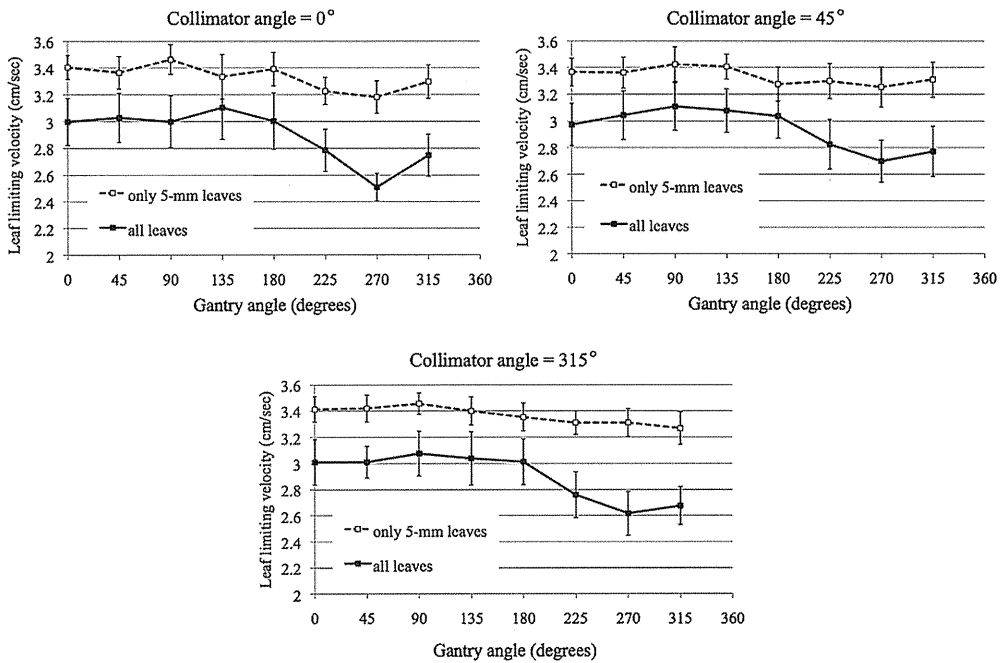 Collimator angle = 0°
Leaf limiting velocity (cm/sec)
3.6
3.4
3.2
3
2.8
2.6
2.4
2.2
2
only 5-mm leaves
all leaves
0 45 90 135 180 225 270 315 360
Gantry angle (degrees)
Collimator angle = 45°
Leaf limiting velocity (cm/sec)
3.6
3.4
3.2
3
2.8
2.6
2.4
2.2
2
only 5-mm leaves
all leaves
0 45 90 135 180 225 270 315 360
Gantry angle (degrees)
Collimator angle = 315°
Leaf limiting velocity (cm/sec)
3.6
3.4
3.2
3
2.8
2.6
2.4
2.2
2
only 5-mm leaves
all leaves
0 45 90 135 180 225 270 315 360
Gantry angle (degrees)